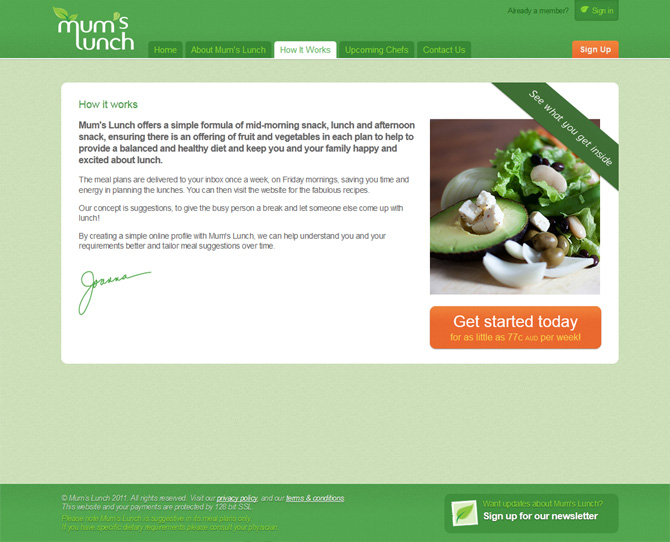 mum's
lunch
Already a member?
Sign in
Home
About Mum's Lunch
How It Works
Upcoming Chefs
Contact Us
Sign Up
How it works
Mum's Lunch offers a simple formula of mid-morning snack, lunch and afternoon
snack, ensuring there is an offering of fruit and vegetables in each plan to help to
provide a balanced and healthy diet and keep you and your family happy and
excited about lunch.
The meal plans are delivered to your inbox once a week, on Friday mornings, saving you time and
energy in planning the lunches. You can then visit the website for the fabulous recipes.
Our concept is suggestions, to give the busy person a break and let someone else come up with
lunch!
By creating a simple online profile with Mum's Lunch, we can help understand you and your
requirements better and tailor meal suggestions over time.
Joanna
See what you get inside
Get started today
for as little as 77c AUD per week!
© Mum's Lunch 2011. All rights reserved. Visit our privacy policy, and our terms & conditions
This website and your payments are protected by 128 bit SSL.
Please note Mum's Lunch is suggestive in its meal plans only.
If you have specific dietary requirements please consult your physician.
Want updates about Mum's Lunch?
Sign up for our newsletter